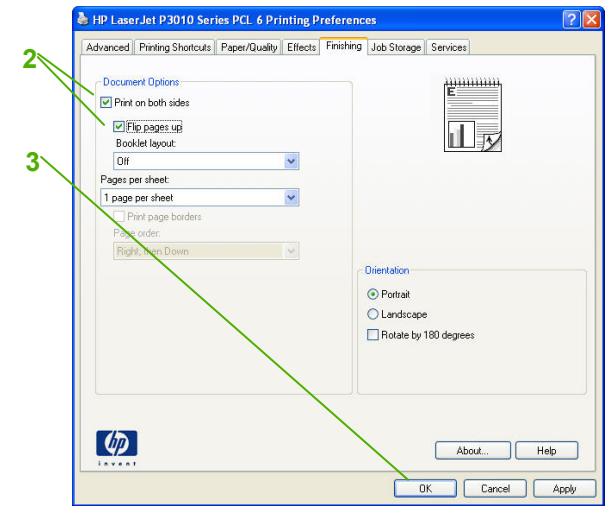 HP LaserJet P3010 Series PCL 6 Printing Preferences
Advanced Printing Shortcuts Paper/Quality Effects Finishing Job Storage Services
2
Document Options
Print on both sides
Flip pages up
Booklet layout:
Off
3
Pages per sheet:
1 page per sheet
Print page borders
Page order:
Right, then Down
E
Orientation
Portrait
Landscape
Rotate by 180 degrees
hp
invent
About... Help
OK Cancel Apply